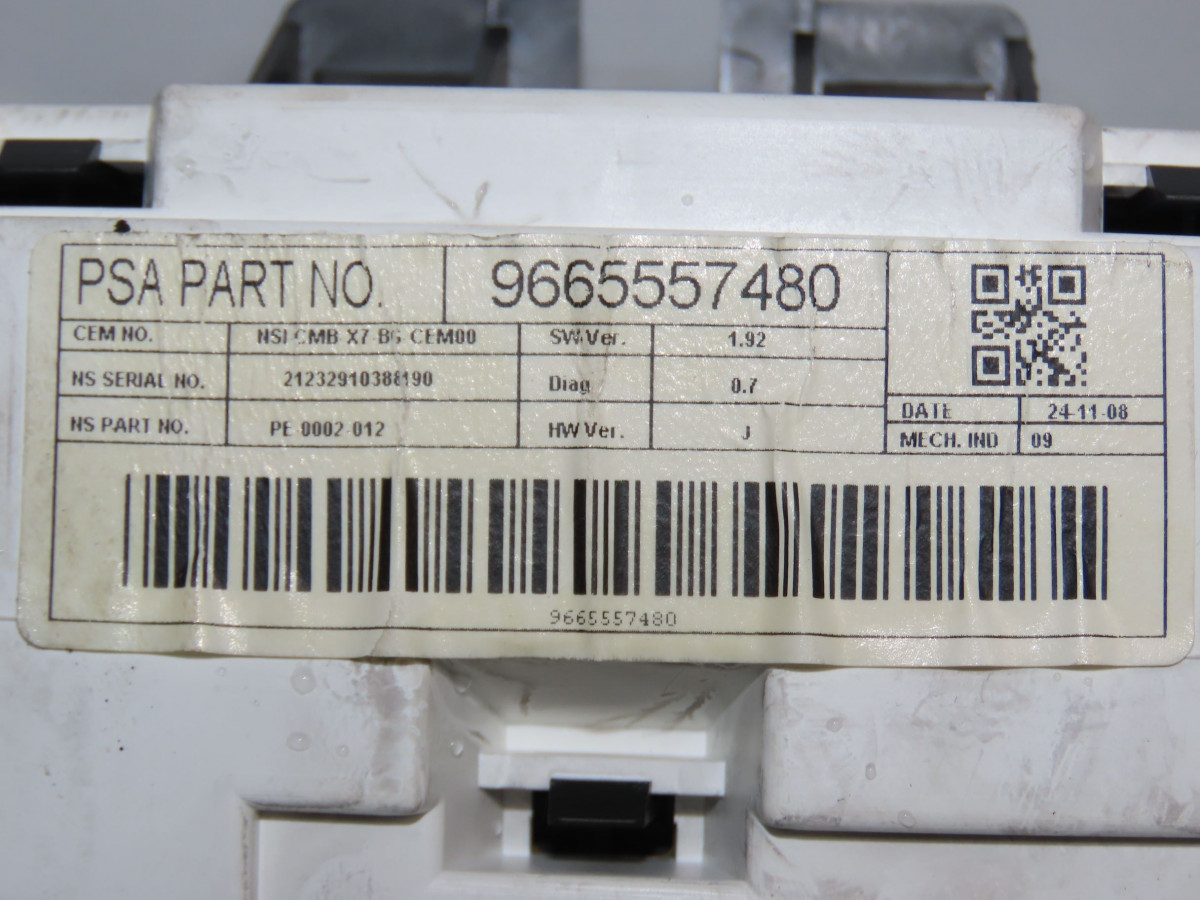 PSA PART NO. 9665557480
CEM NO. NSI CMB X7 BG CEM00 SW.Ver. 1.92
NS SERIAL NO. 21232910388190 Diag 0.7
NS PART NO. PE 0002-012 HW Ver. J
DATE 24-11-08
MECH. IND 09
9665557480